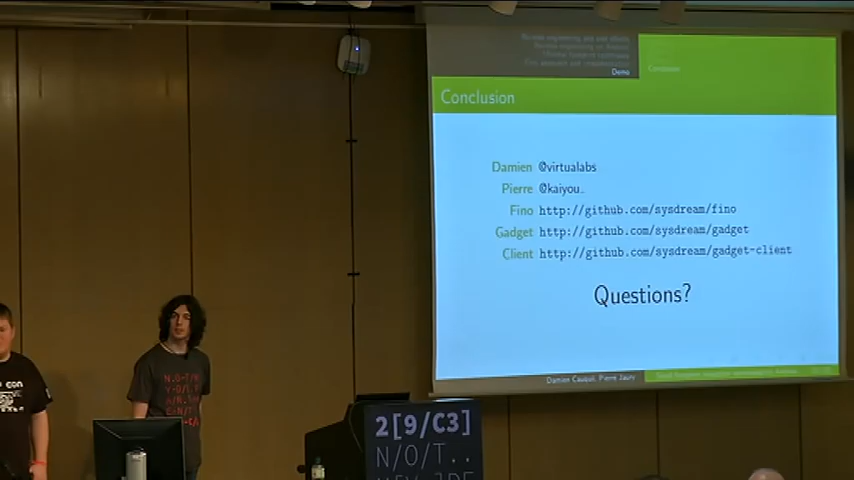 Demo
Conclusion
Conclusion
Damien @virtualabs
Pierre @kaiyou_
Fino http://github.com/sysdream/fino
Gadget http://github.com/sysdream/gadget
Client http://github.com/sysdream/gadget-client
Questions?
Damien Cauquil, Pierre Jaury
2[9/C3]
N/O/T..